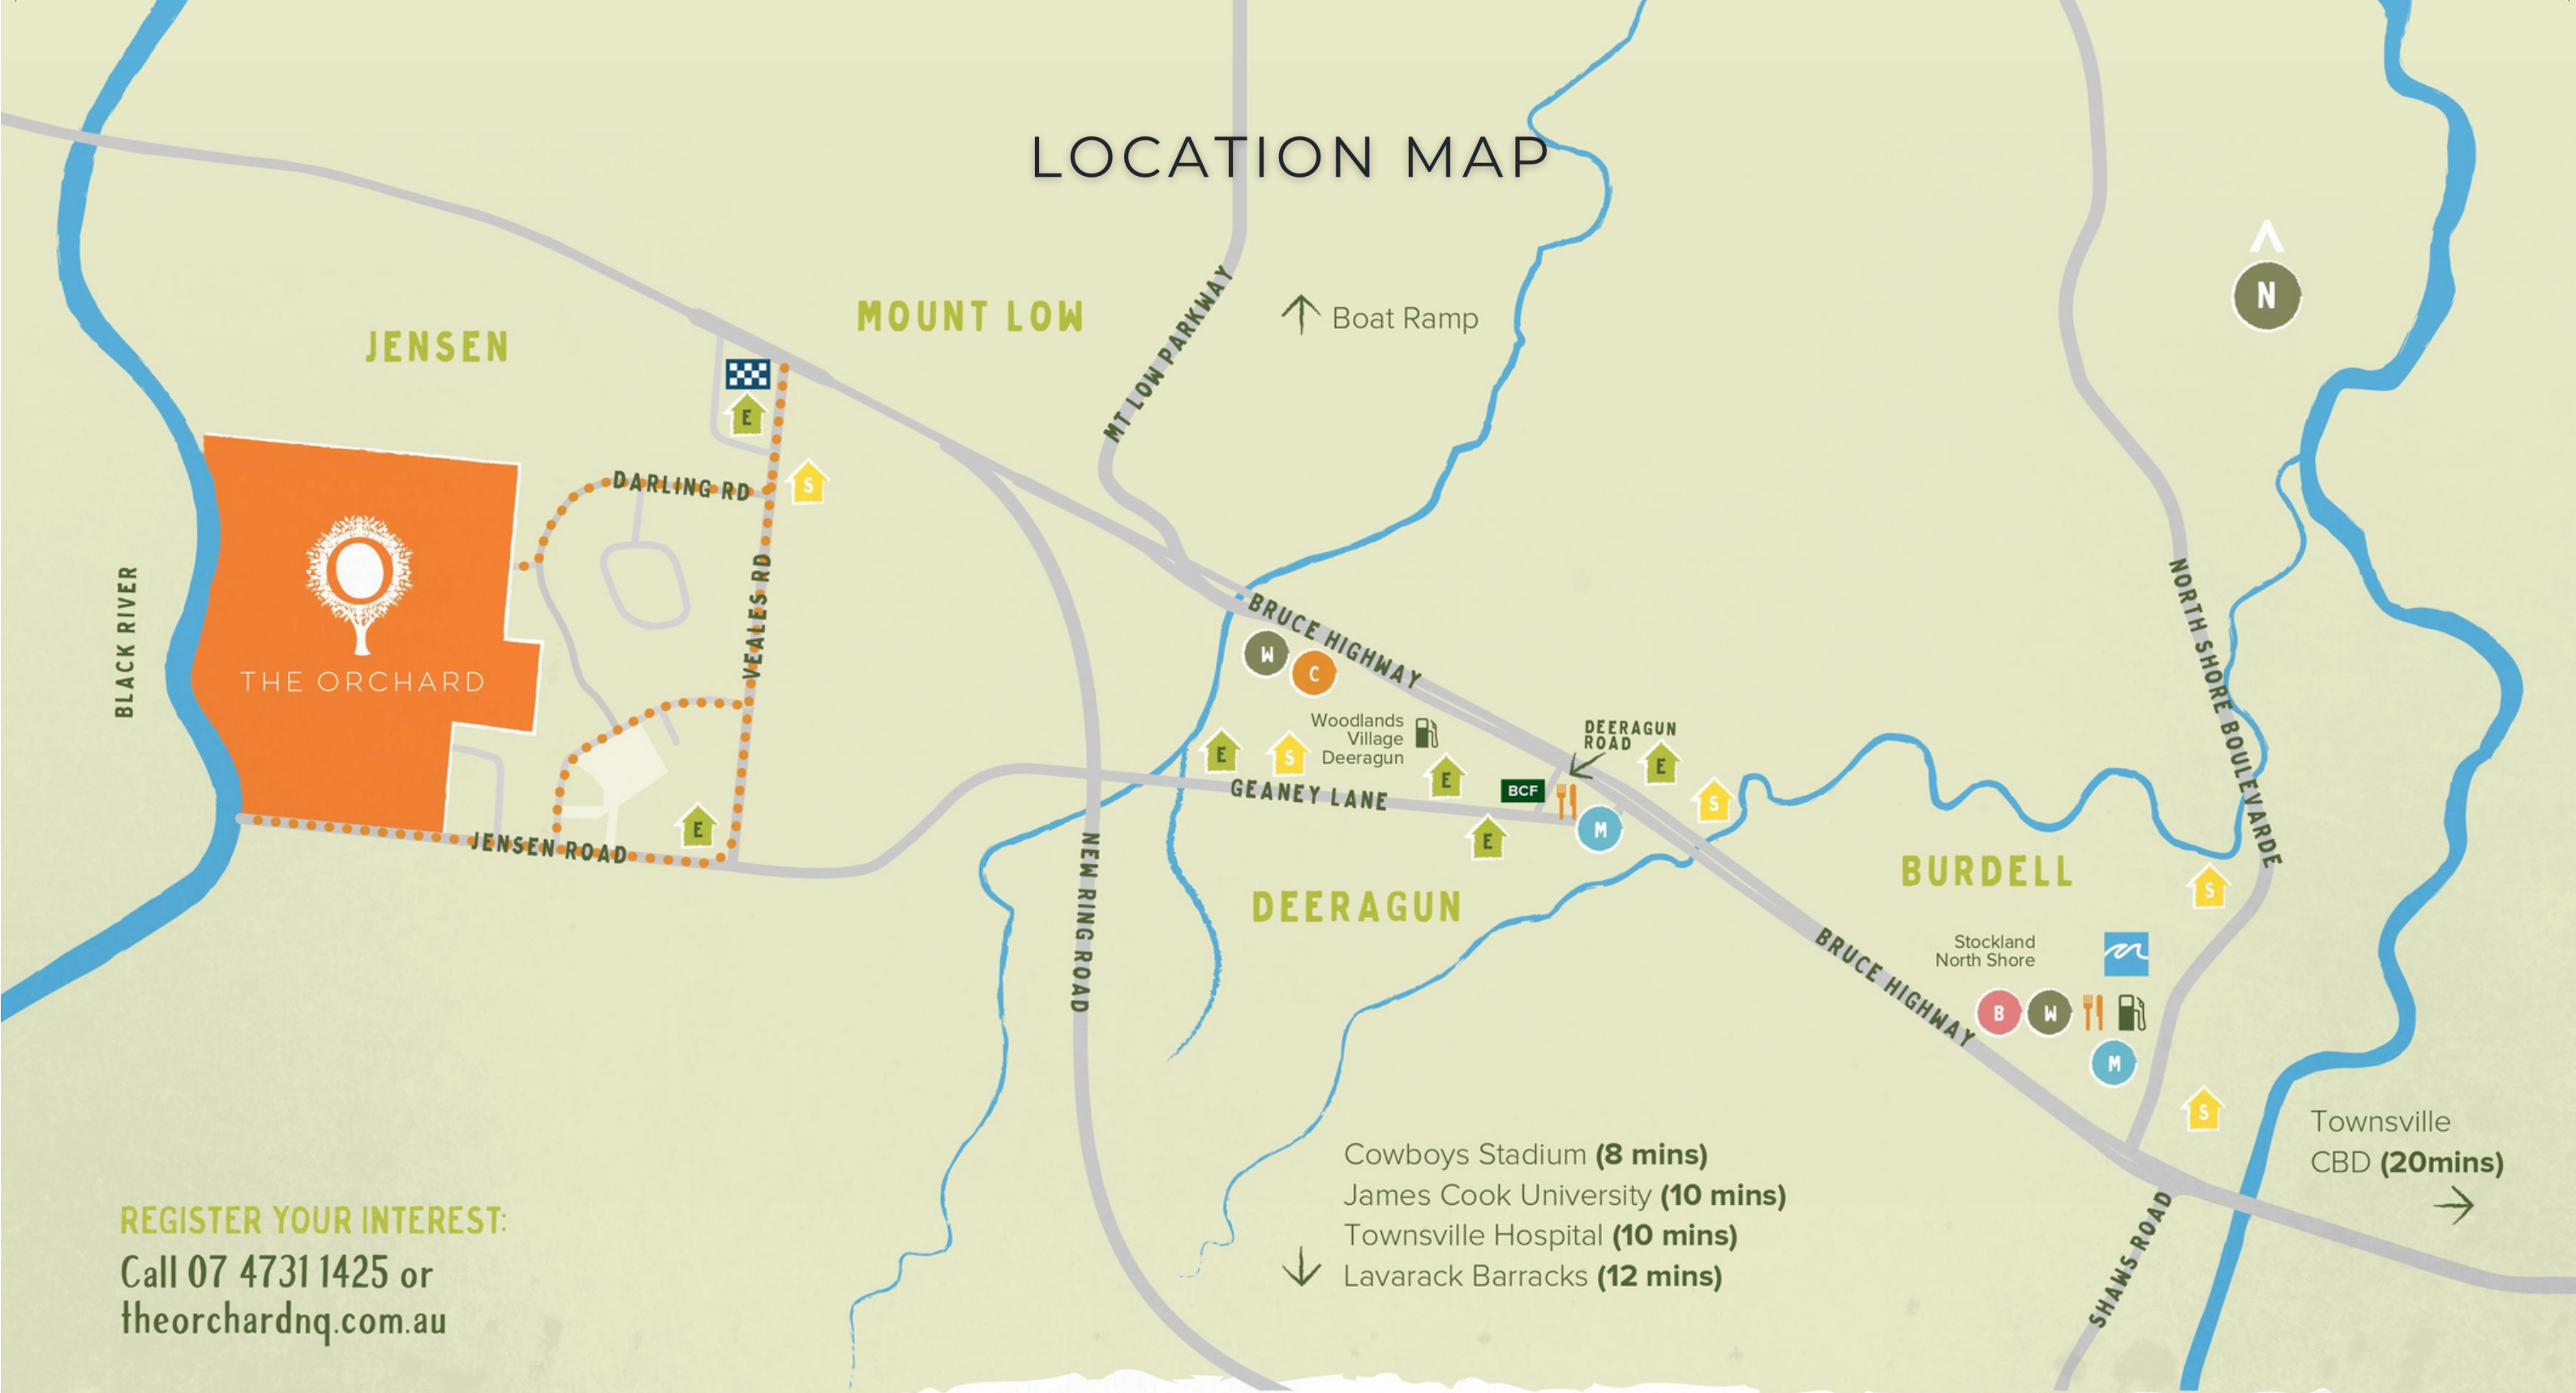 LOCATION MAP
JENSEN
MOUNT LOW
MT LOW PARKWAY
Boat Ramp
N
E
DARLING RD
S
VEALES RD
BLACK RIVER
THE ORCHARD
JENSEN ROAD
E
NEW RING ROAD
BRUCE HIGHWAY
W
C
Woodlands
Village
Deeragun
E
S
E
GEANEY LANE
E
BCF
DEERAGUN
ROAD
E
M
S
DEERAGUN
NORTH SHORE BOULEVARDE
BURDELL
S
Stockland
North Shore
B
W
M
S
BRUCE HIGHWAY
SHAWS ROAD
Townsville
CBD (20mins)
Cowboys Stadium (8 mins)
James Cook University (10 mins)
Townsville Hospital (10 mins)
Lavarack Barracks (12 mins)
REGISTER YOUR INTEREST:
Call 07 4731 1425 or
theorchardnq.com.au